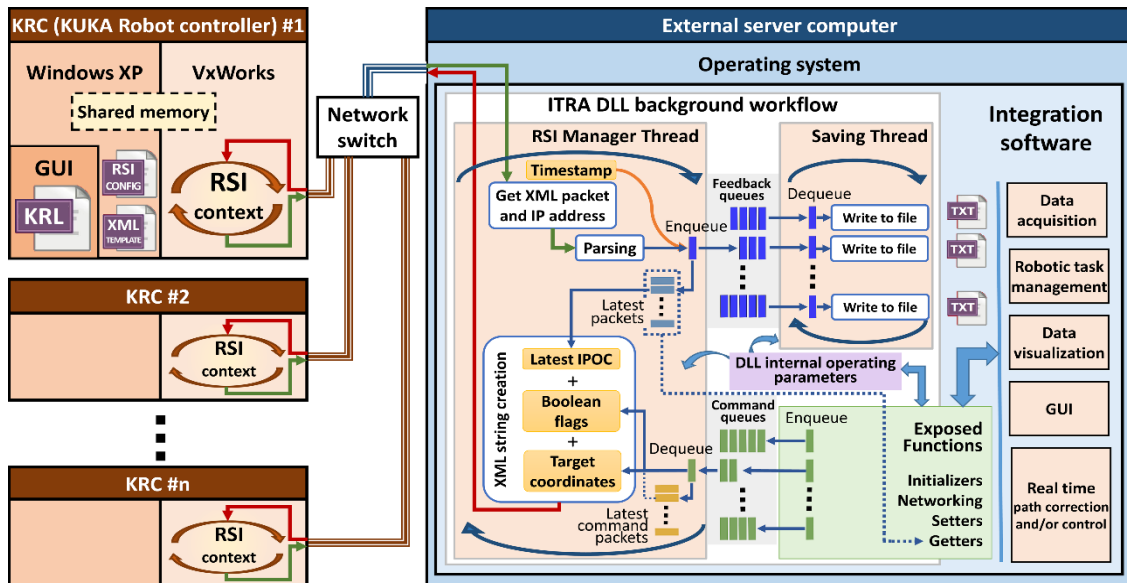 KRC (KUKA Robot controller) #1
Windows XP
VxWorks
Shared memory
GUI
KRL
RSI
CONFIG
XML
TEMPLATE
RSI
context
KRC #2
RSI
context
KRC #n
RSI
context
Network
switch
External server computer
Operating system
ITRA DLL background workflow
RSI Manager Thread
Timestamp
Get XML packet
and IP address
Parsing
Enqueue
Latest
packets
Feedback
queues
Saving Thread
Dequeue
Write to file
Write to file
Write to file
TXT
TXT
TXT
XML string creation
Latest IPOC
+
Boolean
flags
+
Target
coordinates
Dequeue
Latest
command
packets
DLL internal operating
parameters
Command
queues
Enqueue
Exposed
Functions
Initializers
Networking
Setters
Getters
Integration
software
Data
acquisition
Robotic task
management
Data
visualization
GUI
Real time
path correction
and/or control